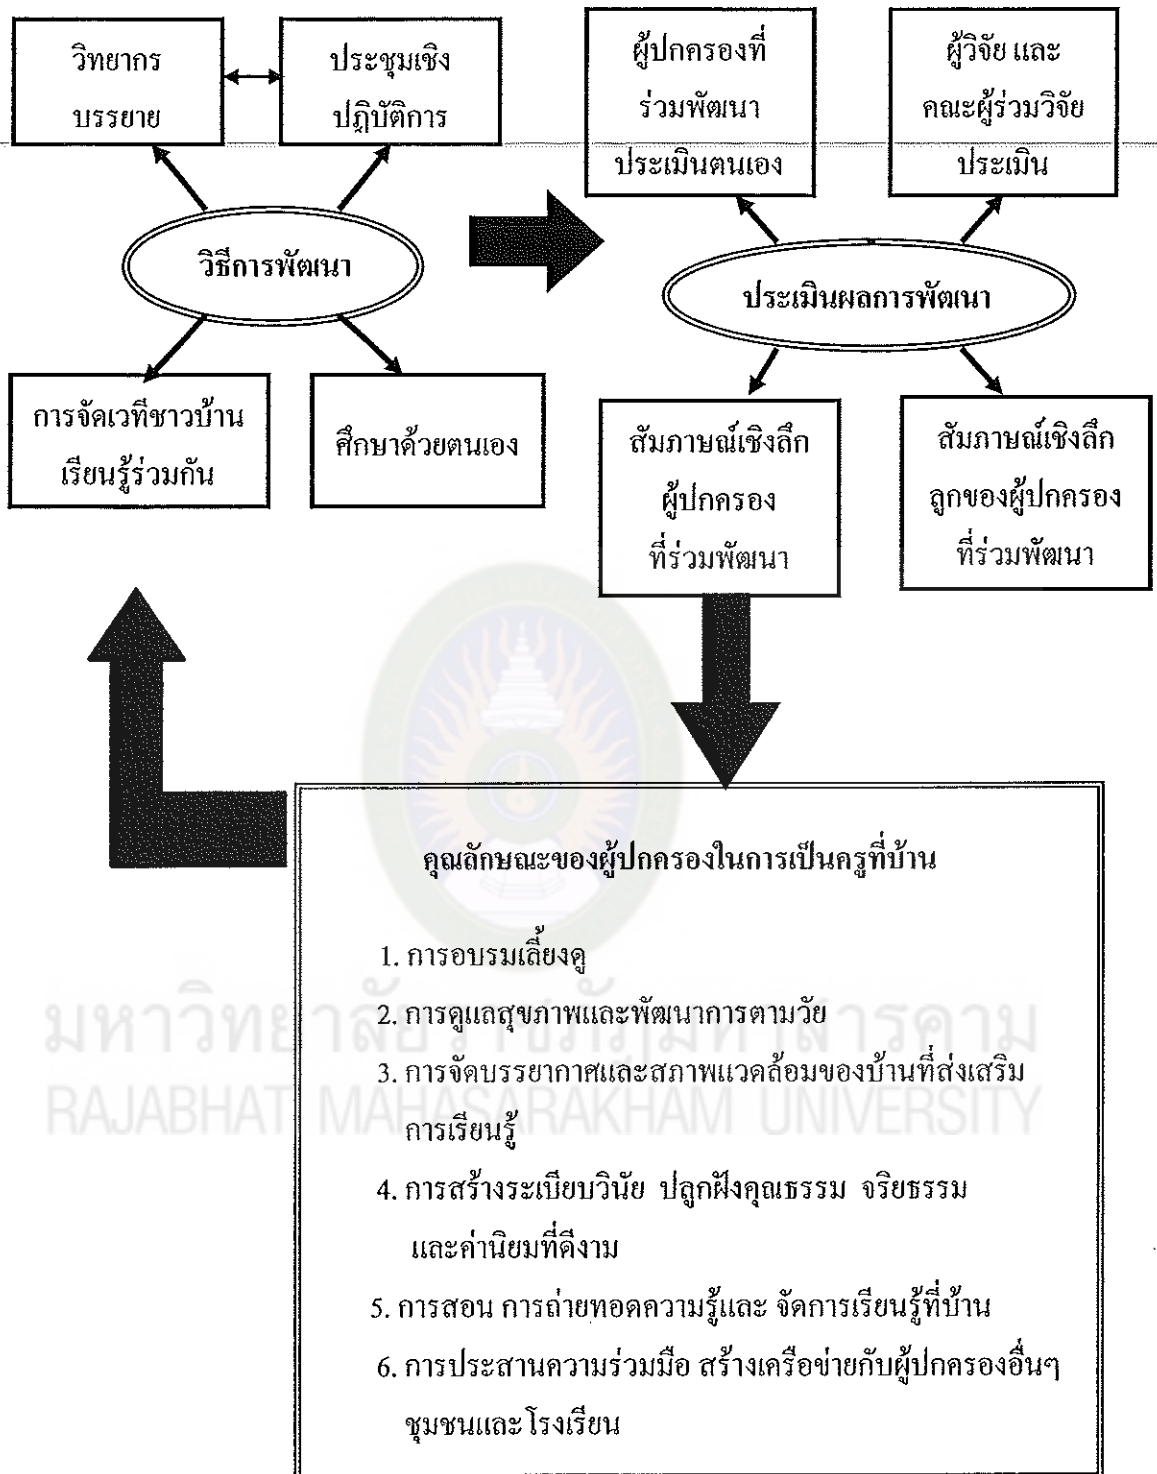 วิทยากร
บรรยาย
ประชุมเชิง
ปฏิบัติการ
วิธีการพัฒนา
การจัดเวทีชาวบ้าน
เรียนรู้ร่วมกัน
ศึกษาด้วยตนเอง
ผู้ปกครองที่
ร่วมพัฒนา
ประเมินตนเอง
ผู้วิจัย และ
คณะผู้ร่วมวิจัย
ประเมิน
ประเมินผลการพัฒนา
สัมภาษณ์เชิงลึก
ผู้ปกครอง
ที่ร่วมพัฒนา
สัมภาษณ์เชิงลึก
ลูกของผู้ปกครอง
ที่ร่วมพัฒนา
คุณลักษณะของผู้ปกครองในการเป็นครูที่บ้าน
1. การอบรมเลี้ยงดู
2. การดูแลสุขภาพและพัฒนาการตามวัย
3. การจัดบรรยากาศและสภาพแวดล้อมของบ้านที่ส่งเสริม
การเรียนรู้
4. การสร้างระเบียบวินัย ปลูกฝังคุณธรรม จริยธรรม
และค่านิยมที่ดีงาม
5. การสอน การถ่ายทอดความรู้และ จัดการเรียนรู้ที่บ้าน
6. การประสานความร่วมมือ สร้างเครือข่ายกับผู้ปกครองอื่นๆ
ชุมชนและโรงเรียน
มหาวิทยาลัยราชภัฏมหาสารคาม
RAJABHAT MAHASARAKHAM UNIVERSITY